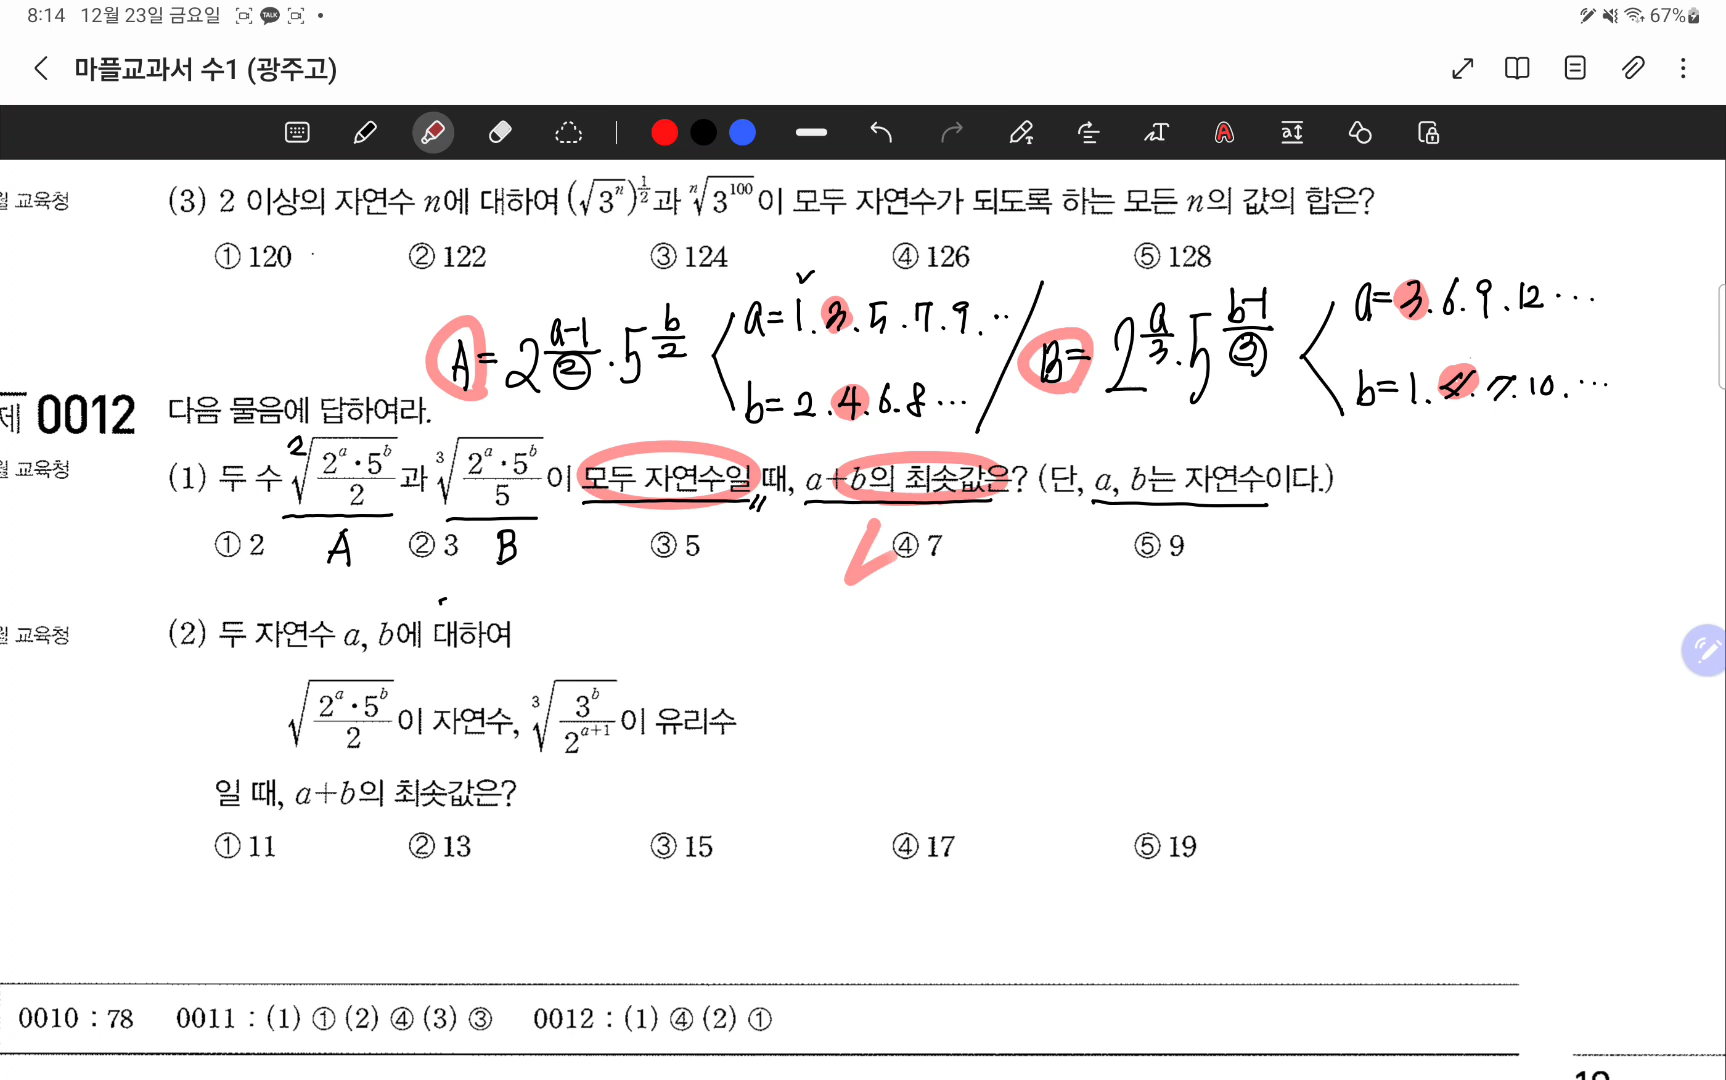 8:14 12월 23일 금요일 TALK 67%
마플교과서 수1 (광주고)
월 교육청 (3) 2 이상의 자연수 n에 대하여 (√3ⁿ)^(1/2)과 ⁿ√3¹⁰⁰이 모두 자연수가 되도록 하는 모든 n의 값의 합은?
① 120 ② 122 ③ 124 ④ 126 ⑤ 128
A = 2^((a-1)/2) · 5^(b/2) < a = 1. 3. 5. 7. 9. ·· / B = 2^(a/3) · 5^((b-1)/3) < a = 3. 6. 9. 12 ···
b = 2. 4. 6. 8 ··· b = 1. 4. 7. 10. ···
제 0012 다음 물음에 답하여라.
월 교육청 (1) 두 수 ²√(2ᵃ·5ᵇ/2)과 ³√(2ᵃ·5ᵇ/5)이 모두 자연수일 때, a+b의 최솟값은? (단, a, b는 자연수이다.)
① 2 A ② 3 B ③ 5 ④ 7 ⑤ 9
월 교육청 (2) 두 자연수 a, b에 대하여
√(2ᵃ·5ᵇ/2)이 자연수, ³√(3ᵇ/2ᵃ⁺¹)이 유리수
일 때, a+b의 최솟값은?
① 11 ② 13 ③ 15 ④ 17 ⑤ 19
0010 : 78 0011 : (1) ① (2) ④ (3) ③ 0012 : (1) ④ (2) ①